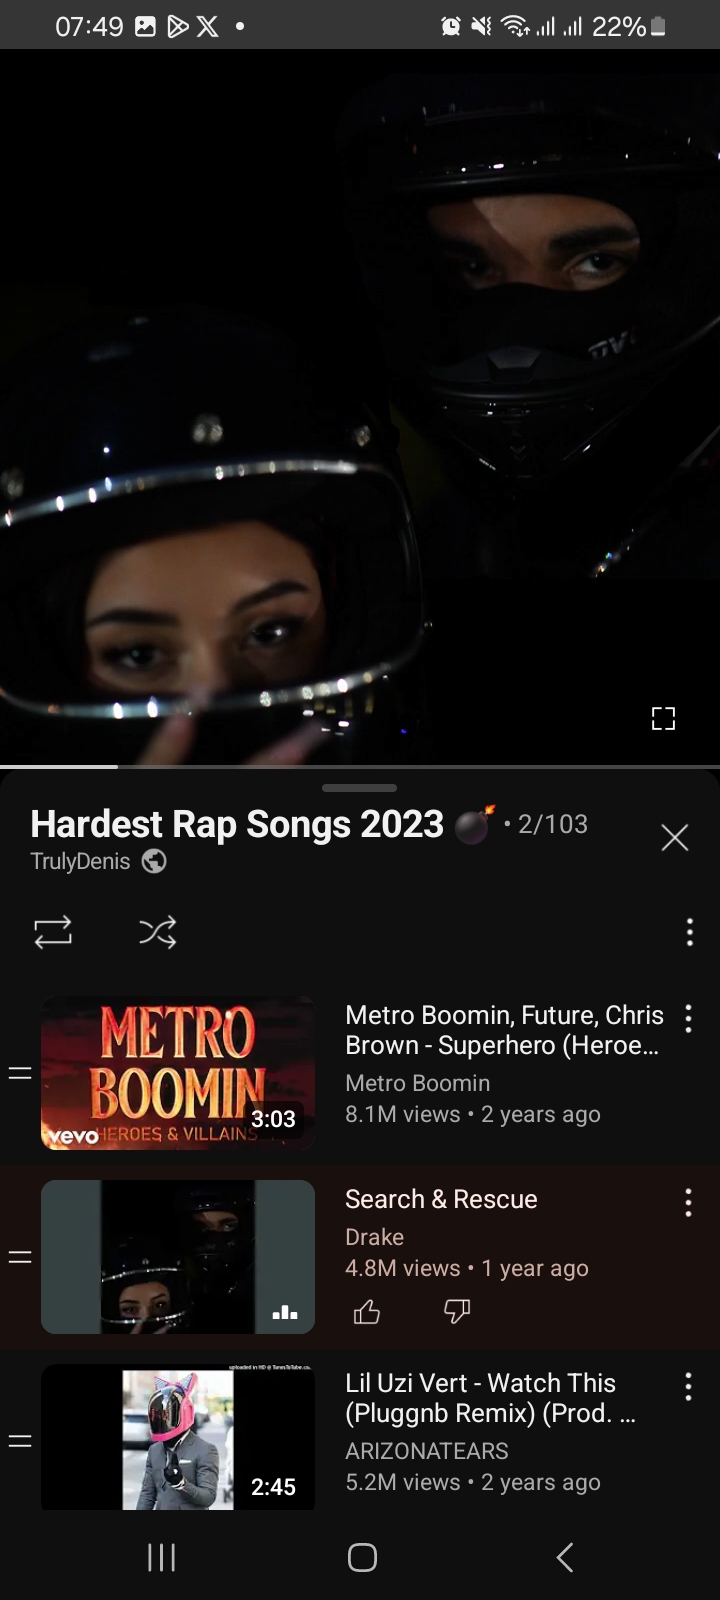 07:49
22%
Hardest Rap Songs 2023 💣 • 2/103
TrulyDenis
METRO
BOOMIN
HEROES & VILLAINS
vevo
3:03
Metro Boomin, Future, Chris
Brown - Superhero (Heroe...
Metro Boomin
8.1M views • 2 years ago
Search & Rescue
Drake
4.8M views • 1 year ago
uploaded in HD @ TunesToTube.co
2:45
Lil Uzi Vert - Watch This
(Pluggnb Remix) (Prod. ...
ARIZONATEARS
5.2M views • 2 years ago